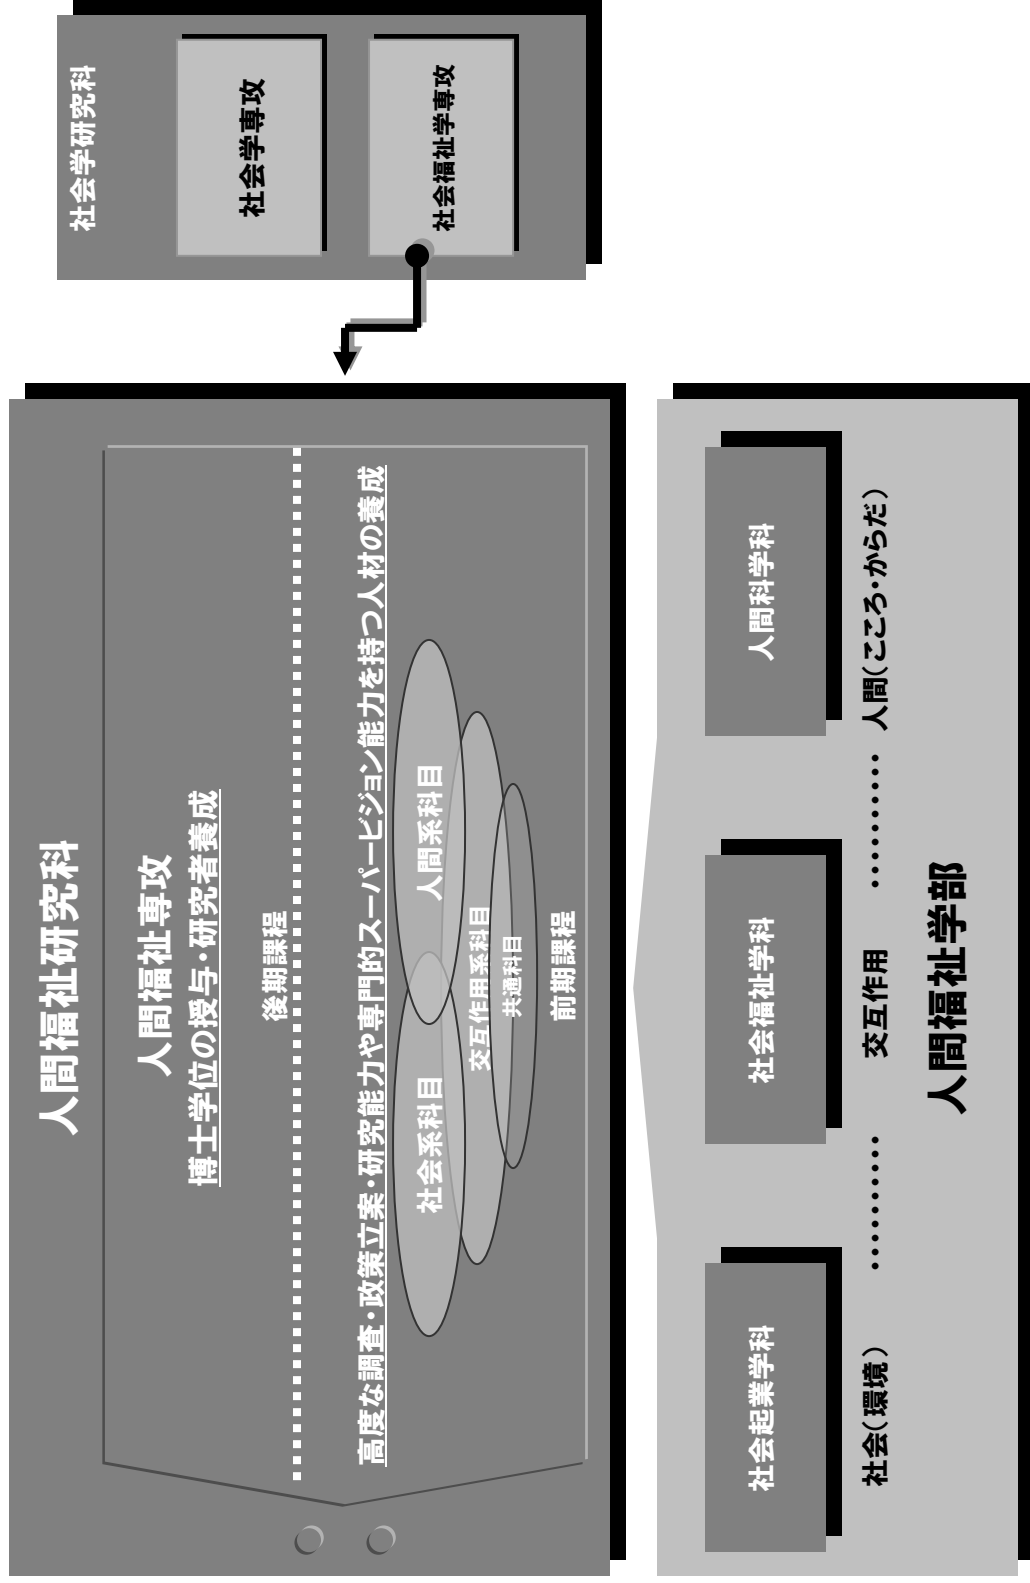 社会学研究科
社会学専攻
社会福祉学専攻
人間福祉研究科
人間福祉専攻
博士学位の授与・研究者養成
後期課程
高度な調査・政策立案・研究能力や専門的スーパービジョン能力を持つ人材の養成
社会系科目
人間系科目
交互作用系科目
共通科目
前期課程
社会起業学科
社会福祉学科
人間科学科
社会(環境)
・・・・・・・・・・
交互作用
・・・・・・・・・・
人間(こころ・からだ)
人間福祉学部